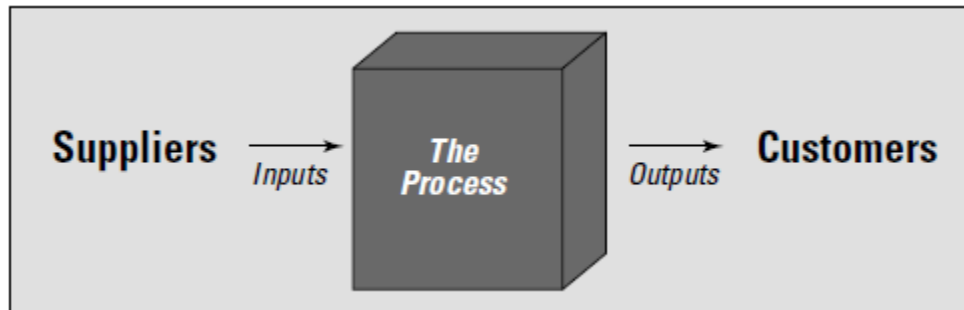 Suppliers
Inputs
The
Process
Outputs
Customers